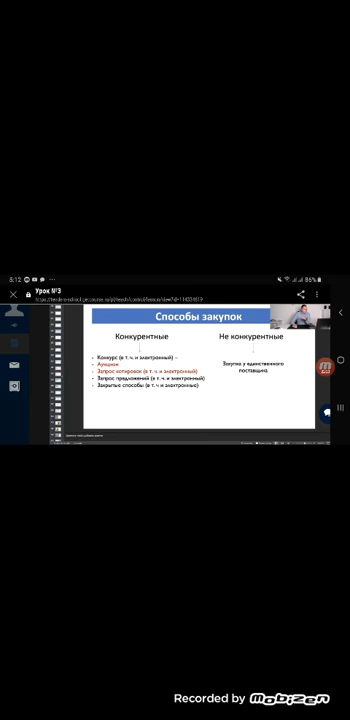 5:12
86%
Урок №3
Способы закупок
Конкурентные
Не конкурентные
- Конкурс (в т. ч. и электронный) –
- Аукцион
- Запрос котировок (в т. ч. и электронный)
- Запрос предложений (в т. ч. и электронный)
- Закрытые способы (в т. ч. и электронные)
Закупка у единственного
поставщика
Recorded by Mobizen